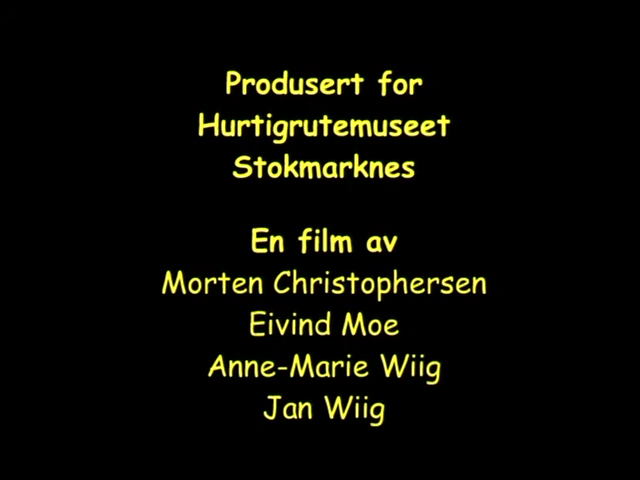 Produsert for
Hurtigrutemuseet
Stokmarknes
En film av
Morten Christophersen
Eivind Moe
Anne-Marie Wiig
Jan Wiig